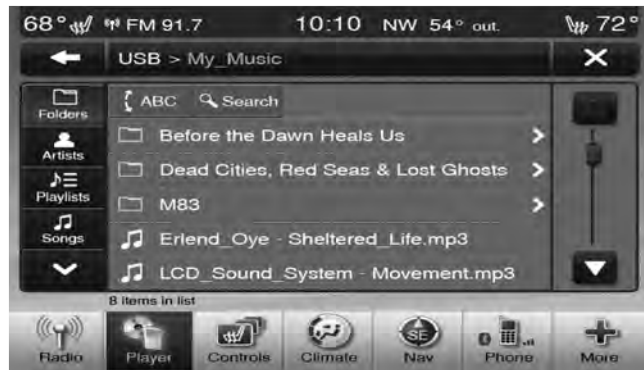 68° FM 91.7 10:10 NW 54° out. 72°
USB > My_Music
Folders
ABC Search
Before the Dawn Heals Us
Artists
Dead Cities, Red Seas & Lost Ghosts
Playlists
M83
Songs
Erlend_Oye - Sheltered_Life.mp3
LCD_Sound_System - Movement.mp3
8 items in list
SE
Radio Player Controls Climate Nav Phone More